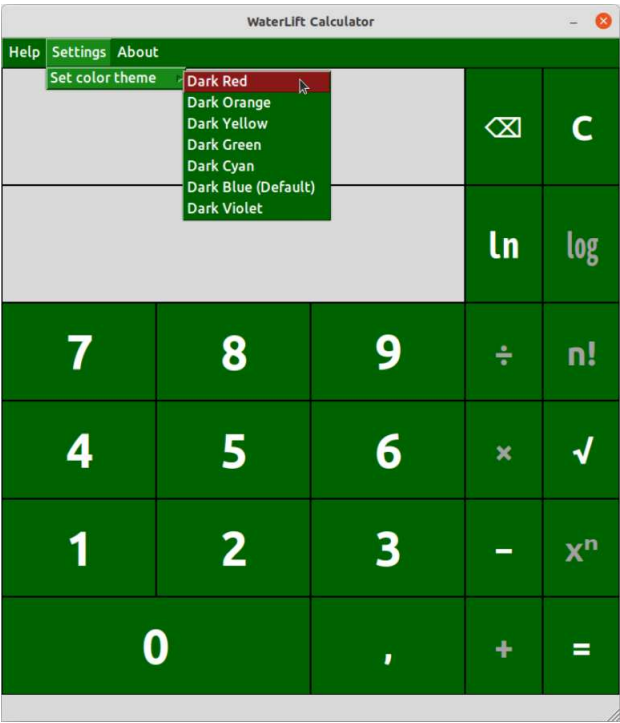 WaterLift Calculator
Help Settings About
Set color theme
Dark Red
Dark Orange
Dark Yellow
Dark Green
Dark Cyan
Dark Blue (Default)
Dark Violet
⌫ C
ln log
7 8 9 ÷ n!
4 5 6 × √
1 2 3 − xⁿ
0 , + =